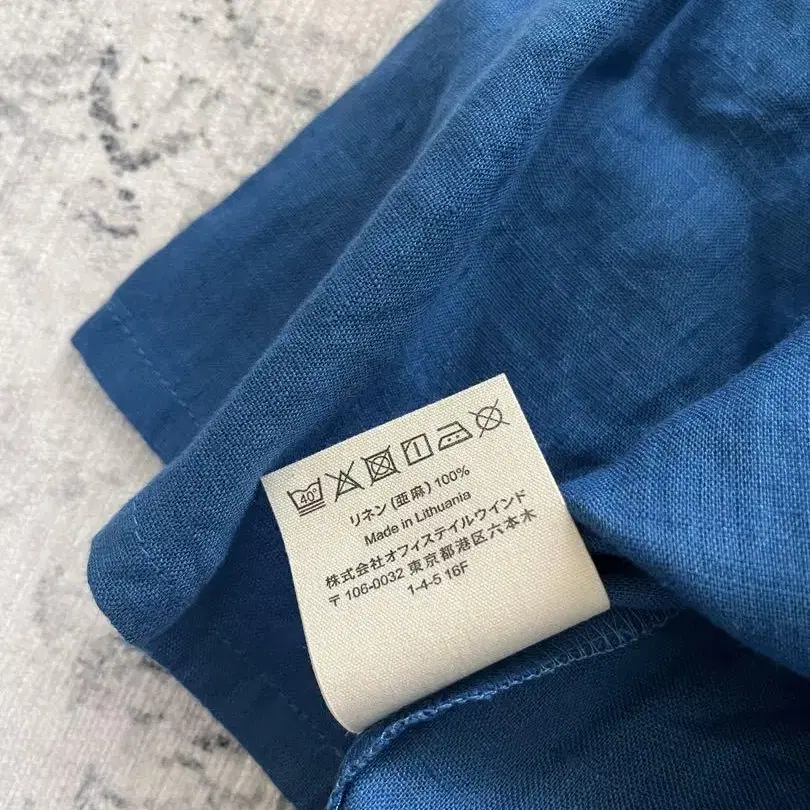 40°
リネン(亜麻)100%
Made in Lithuania
株式会社オフィステイルウインド
〒106-0032 東京都港区六本木
1-4-5 16F